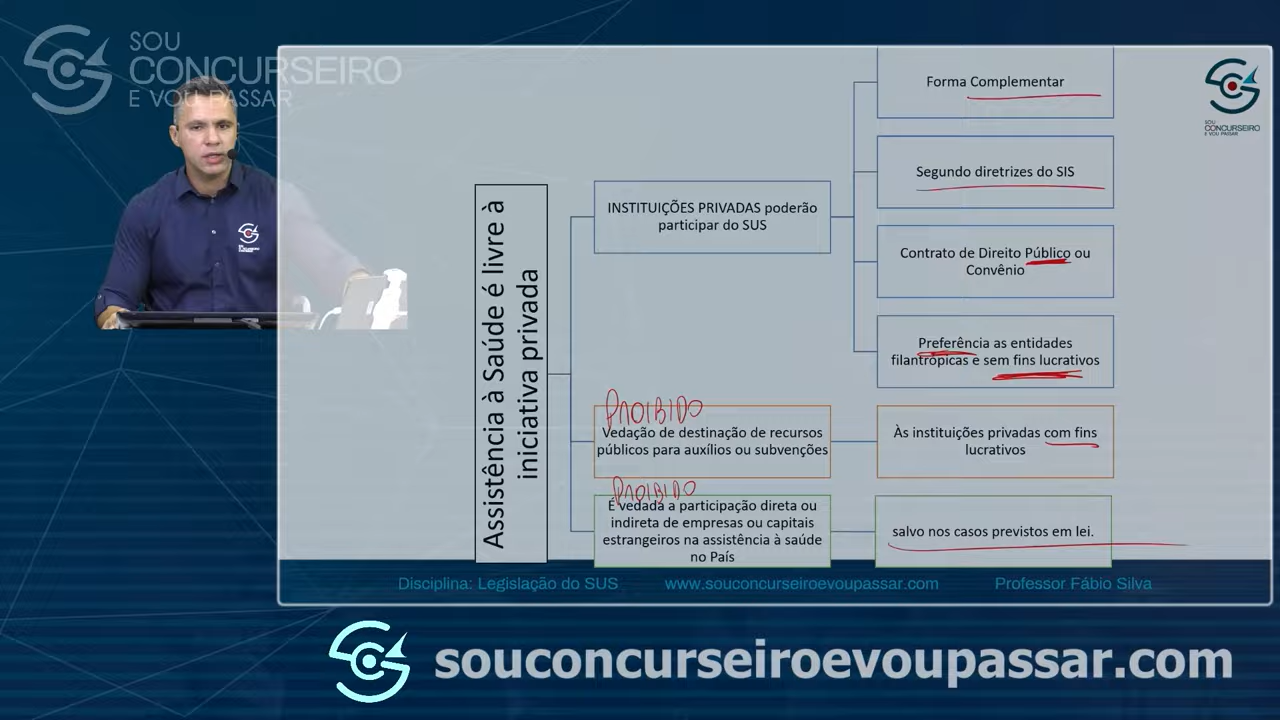 SOU
CONCURSEIRO
E VOU PASSAR
SOU
CONCURSEIRO
E VOU PASSAR
Assistência à Saúde é livre à
iniciativa privada
INSTITUIÇÕES PRIVADAS poderão
participar do SUS
Forma Complementar
Segundo diretrizes do SIS
Contrato de Direito Público ou
Convênio
Preferência as entidades
filantrópicas e sem fins lucrativos
PROIBIDO
Vedação de destinação de recursos
públicos para auxílios ou subvenções
Às instituições privadas com fins
lucrativos
PROIBIDO
É vedada a participação direta ou
indireta de empresas ou capitais
estrangeiros na assistência à saúde
no País
salvo nos casos previstos em lei.
Disciplina: Legislação do SUS www.souconcurseiroevoupassar.com Professor Fábio Silva
souconcurseiroevoupassar.com